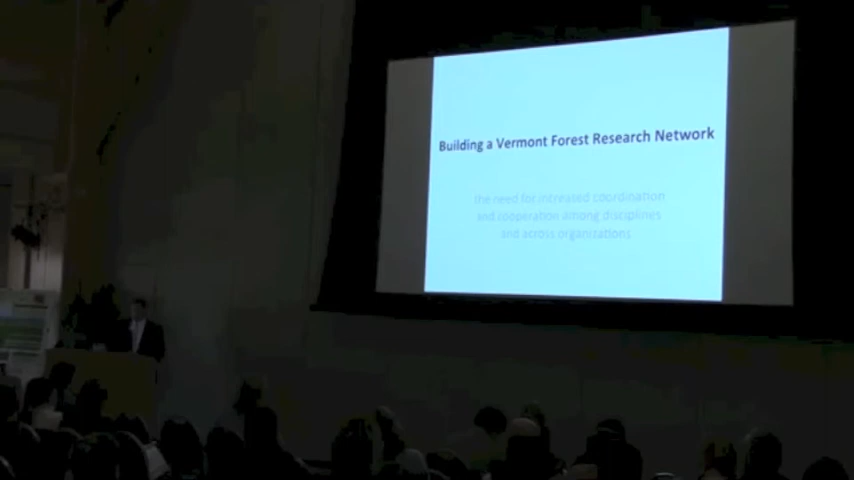 Building a Vermont Forest Research Network
the need for increased coordination
and cooperation among disciplines
and across organizations